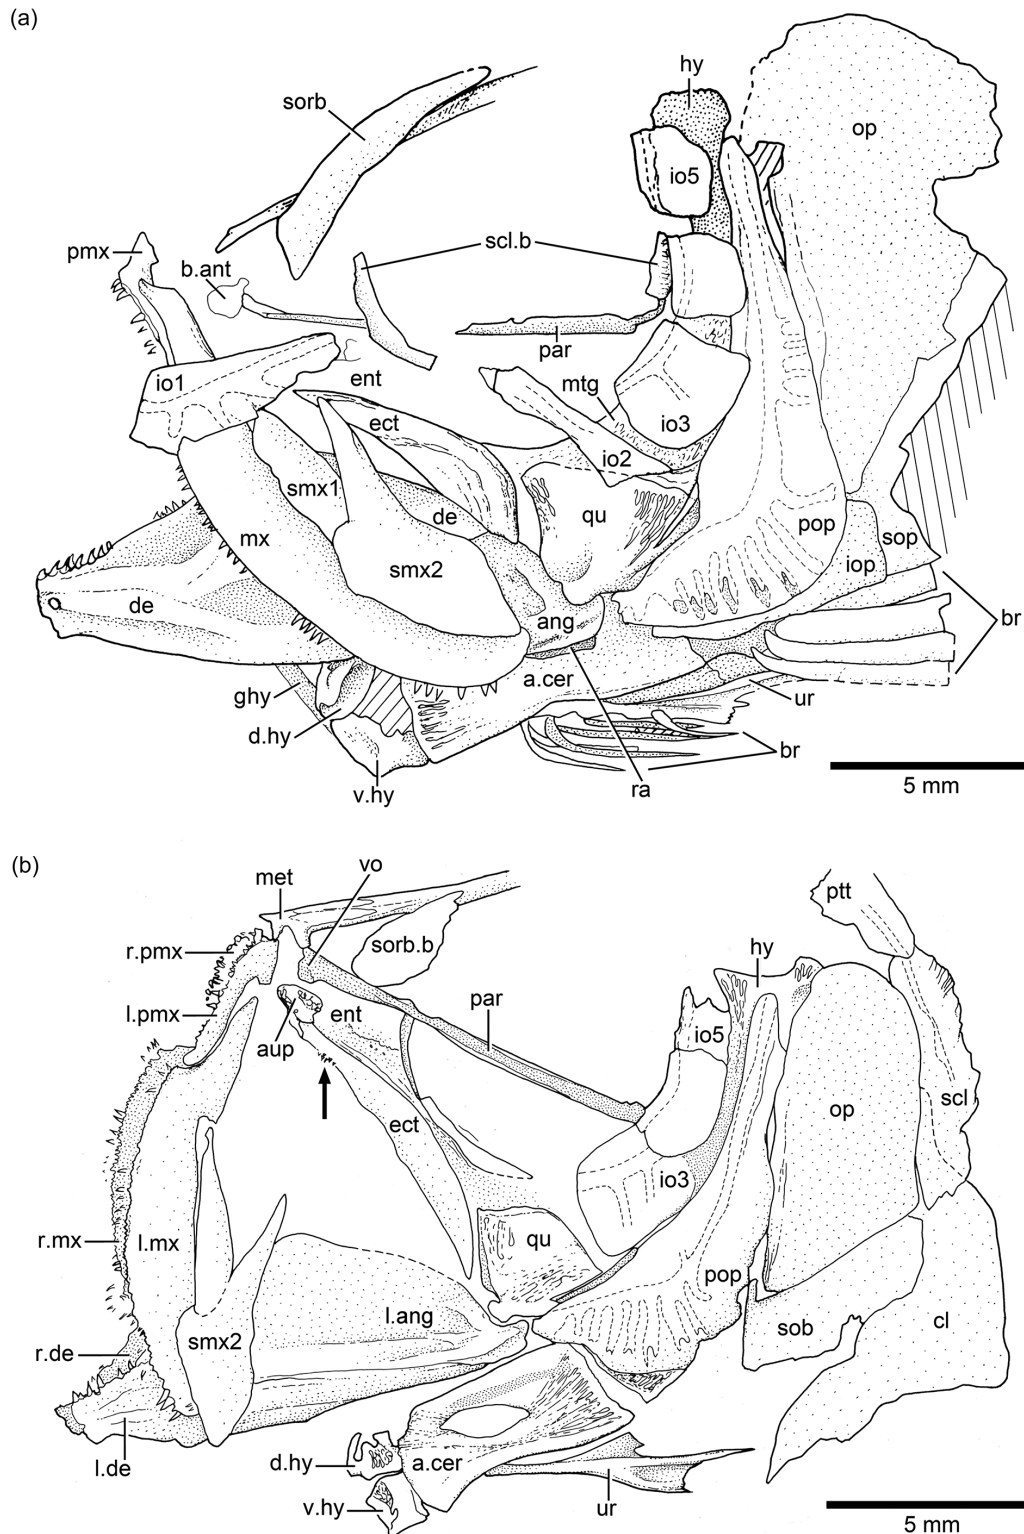 (a)
hy
sorb
op
io5
pmx
b.ant
scl.b
par
io1
ent
mtg
ect
io3
io2
smx1
de
qu
mx
pop
sop
smx2
iop
de
ang
br
ghy
a.cer
ur
d.hy
br
v.hy
ra
5 mm
(b)
vo
met
ptt
r.pmx
sorb.b
hy
l.pmx
ent
par
io5
aup
ect
op
scl
io3
r.mx
l.mx
qu
pop
l.ang
smx2
sob
cl
r.de
l.de
d.hy
a.cer
v.hy
ur
5 mm